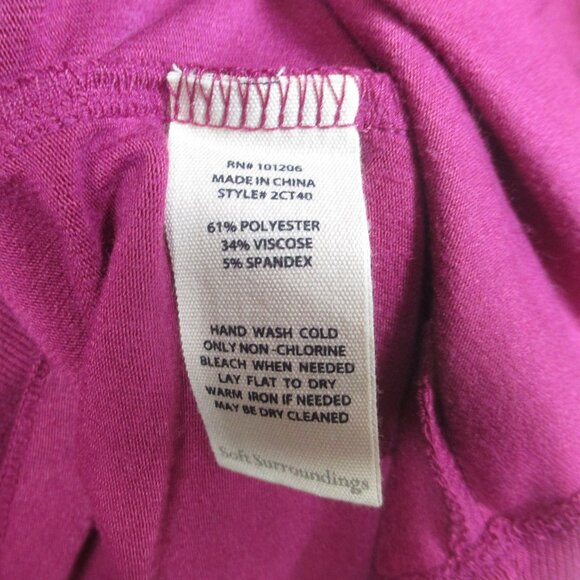 RN# 101206
MADE IN CHINA
STYLE# 2CT40
61% POLYESTER
34% VISCOSE
5% SPANDEX
HAND WASH COLD
ONLY NON-CHLORINE
BLEACH WHEN NEEDED
LAY FLAT TO DRY
WARM IRON IF NEEDED
MAY BE DRY CLEANED
Soft Surroundings